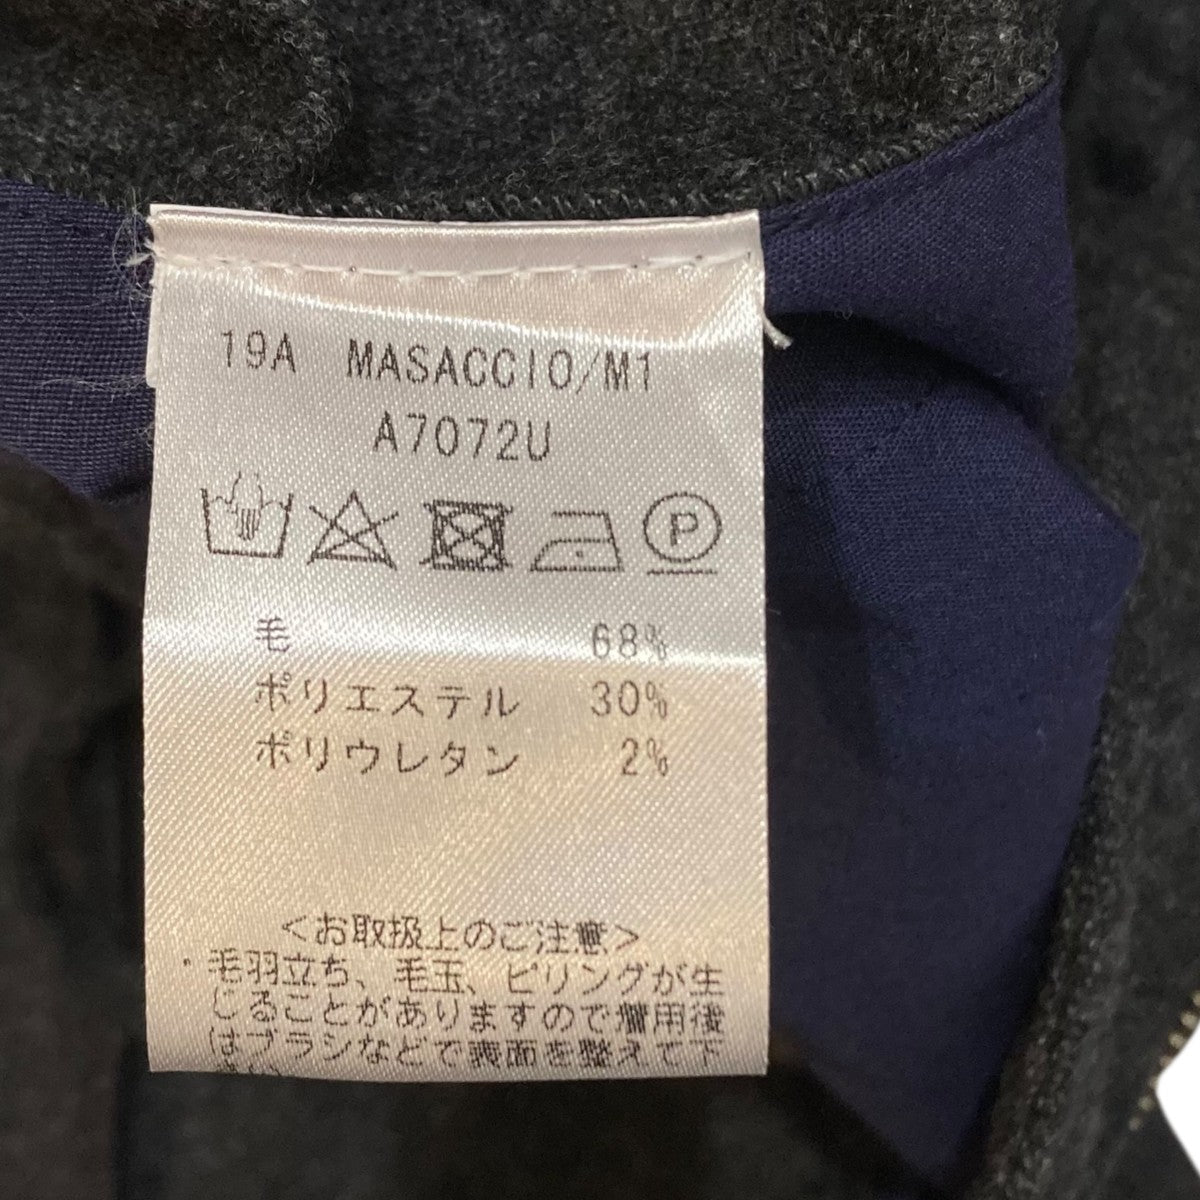 19A MASACCIO/M1
A7072U
P
毛 68%
ポリエステル 30%
ポリウレタン 2%
<お取扱上のご注意>
・毛羽立ち、毛玉、ピリングが生
じることがありますので着用後
はブラシなどで表面を整えて下